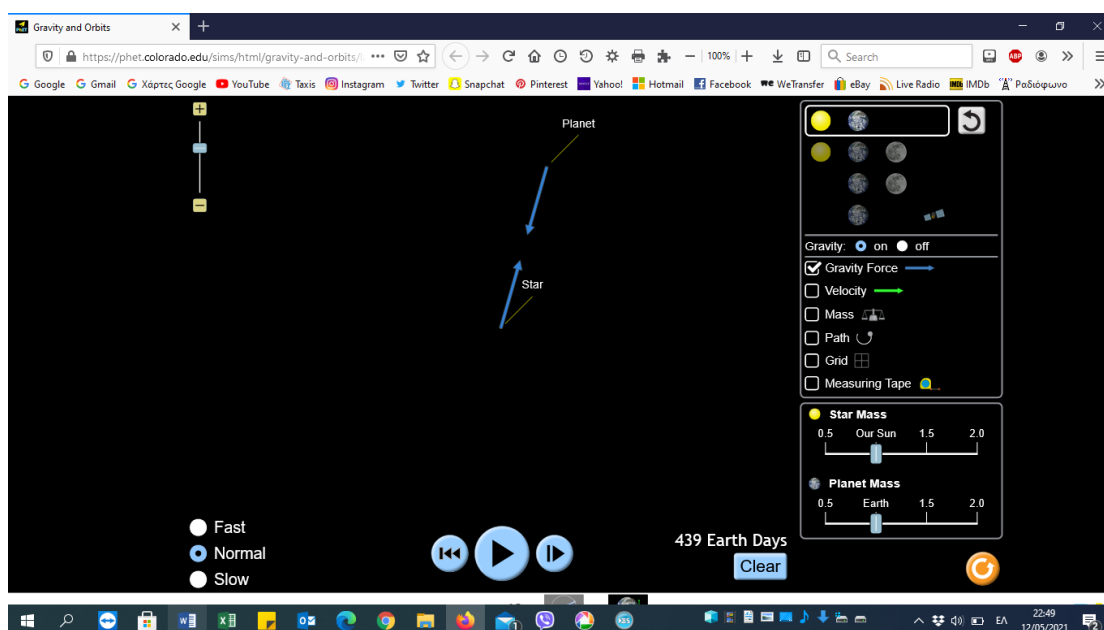 Gravity and Orbits
https://phet.colorado.edu/sims/html/gravity-and-orbits/
100%
Search
Google Gmail Χάρτες Google YouTube Taxis Instagram Twitter Snapchat Pinterest Yahoo! Hotmail Facebook WeTransfer eBay Live Radio IMDb Ραδιόφωνο
Planet
Star
Gravity: on off
Gravity Force
Velocity
Mass
Path
Grid
Measuring Tape
Star Mass
0.5 Our Sun 1.5 2.0
Planet Mass
0.5 Earth 1.5 2.0
Fast
Normal
Slow
439 Earth Days
Clear
ΕΛ
22:49
12/05/2021